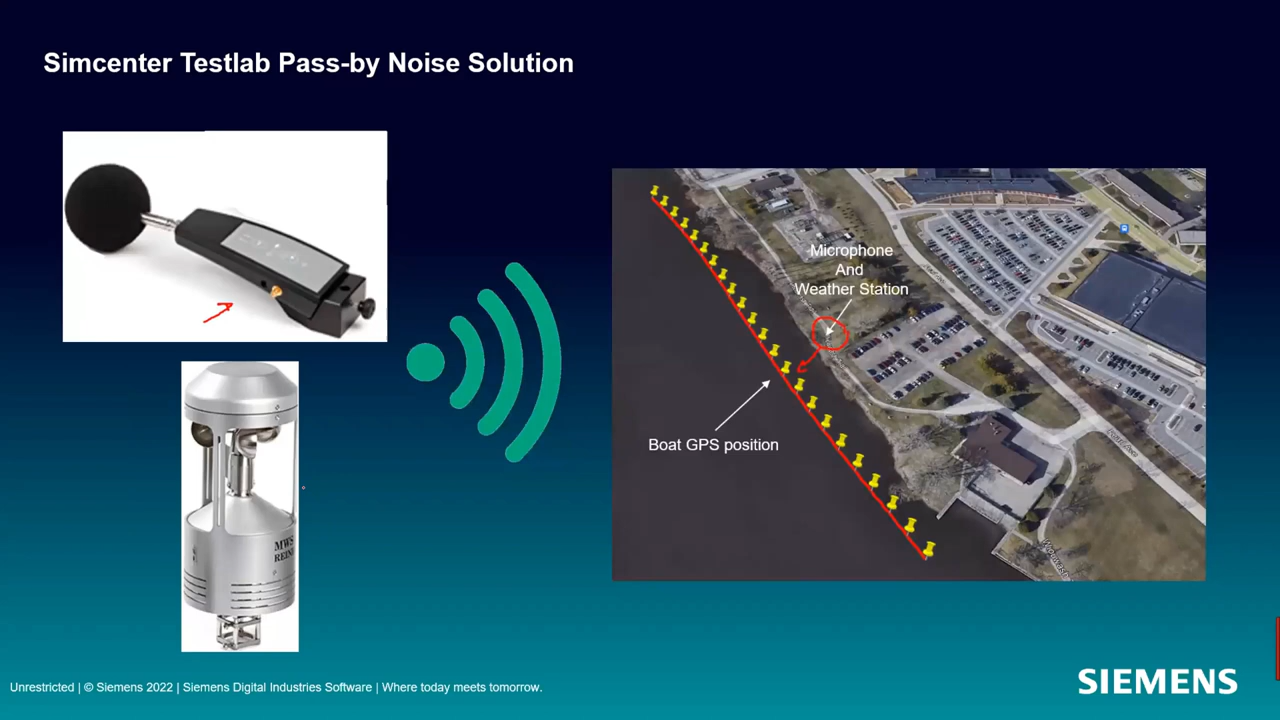 Simcenter Testlab Pass-by Noise Solution
Microphone
And
Weather Station
Boat GPS position
MWS
REIN
Unrestricted | © Siemens 2022 | Siemens Digital Industries Software | Where today meets tomorrow.
SIEMENS